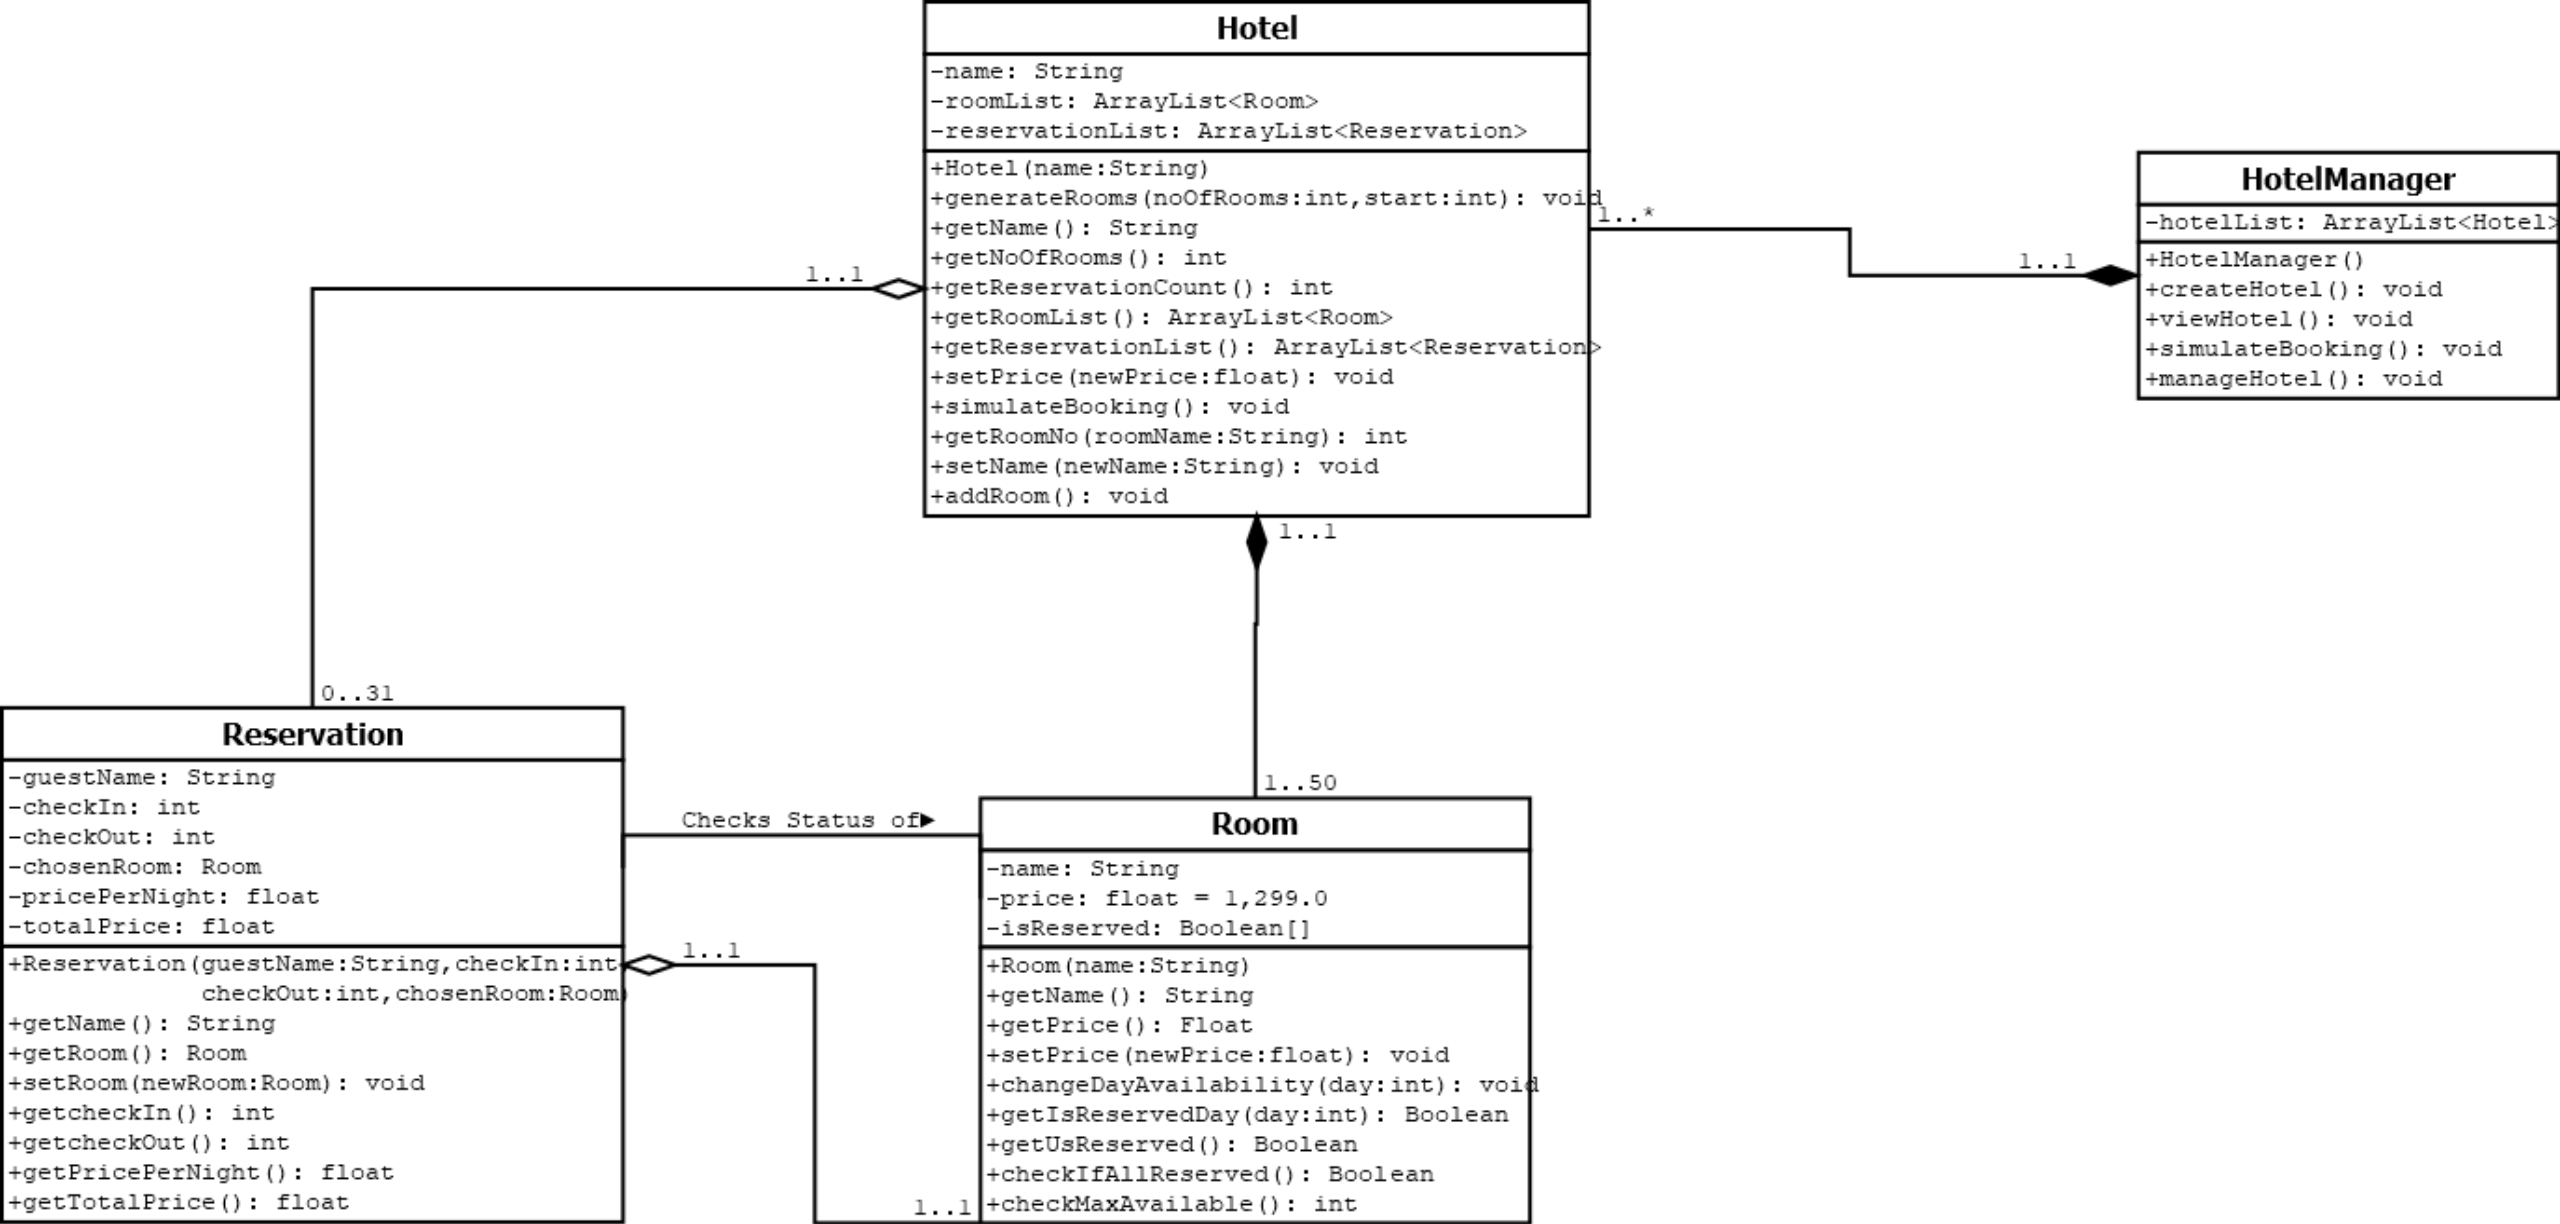 Hotel
-name: String
-roomList: ArrayList<Room>
-reservationList: ArrayList<Reservation>
+Hotel(name:String)
+generateRooms(noOfRooms:int,start:int): void
+getName(): String
+getNoOfRooms(): int
+getReservationCount(): int
+getRoomList(): ArrayList<Room>
+getReservationList(): ArrayList<Reservation>
+setPrice(newPrice:float): void
+simulateBooking(): void
+getRoomNo(roomName:String): int
+setName(newName:String): void
+addRoom(): void
1..*
1..1
HotelManager
-hotelList: ArrayList<Hotel>
+HotelManager()
+createHotel(): void
+viewHotel(): void
+simulateBooking(): void
+manageHotel(): void
1..1
0..31
1..1
1..50
Reservation
-guestName: String
-checkIn: int
-checkOut: int
-chosenRoom: Room
-pricePerNight: float
-totalPrice: float
+Reservation(guestName:String,checkIn:int
checkOut:int,chosenRoom:Room)
+getName(): String
+getRoom(): Room
+setRoom(newRoom:Room): void
+getcheckIn(): int
+getcheckOut(): int
+getPricePerNight(): float
+getTotalPrice(): float
Checks Status of▶
1..1
1..1
Room
-name: String
-price: float = 1,299.0
-isReserved: Boolean[]
+Room(name:String)
+getName(): String
+getPrice(): Float
+setPrice(newPrice:float): void
+changeDayAvailability(day:int): void
+getIsReservedDay(day:int): Boolean
+getUsReserved(): Boolean
+checkIfAllReserved(): Boolean
+checkMaxAvailable(): int